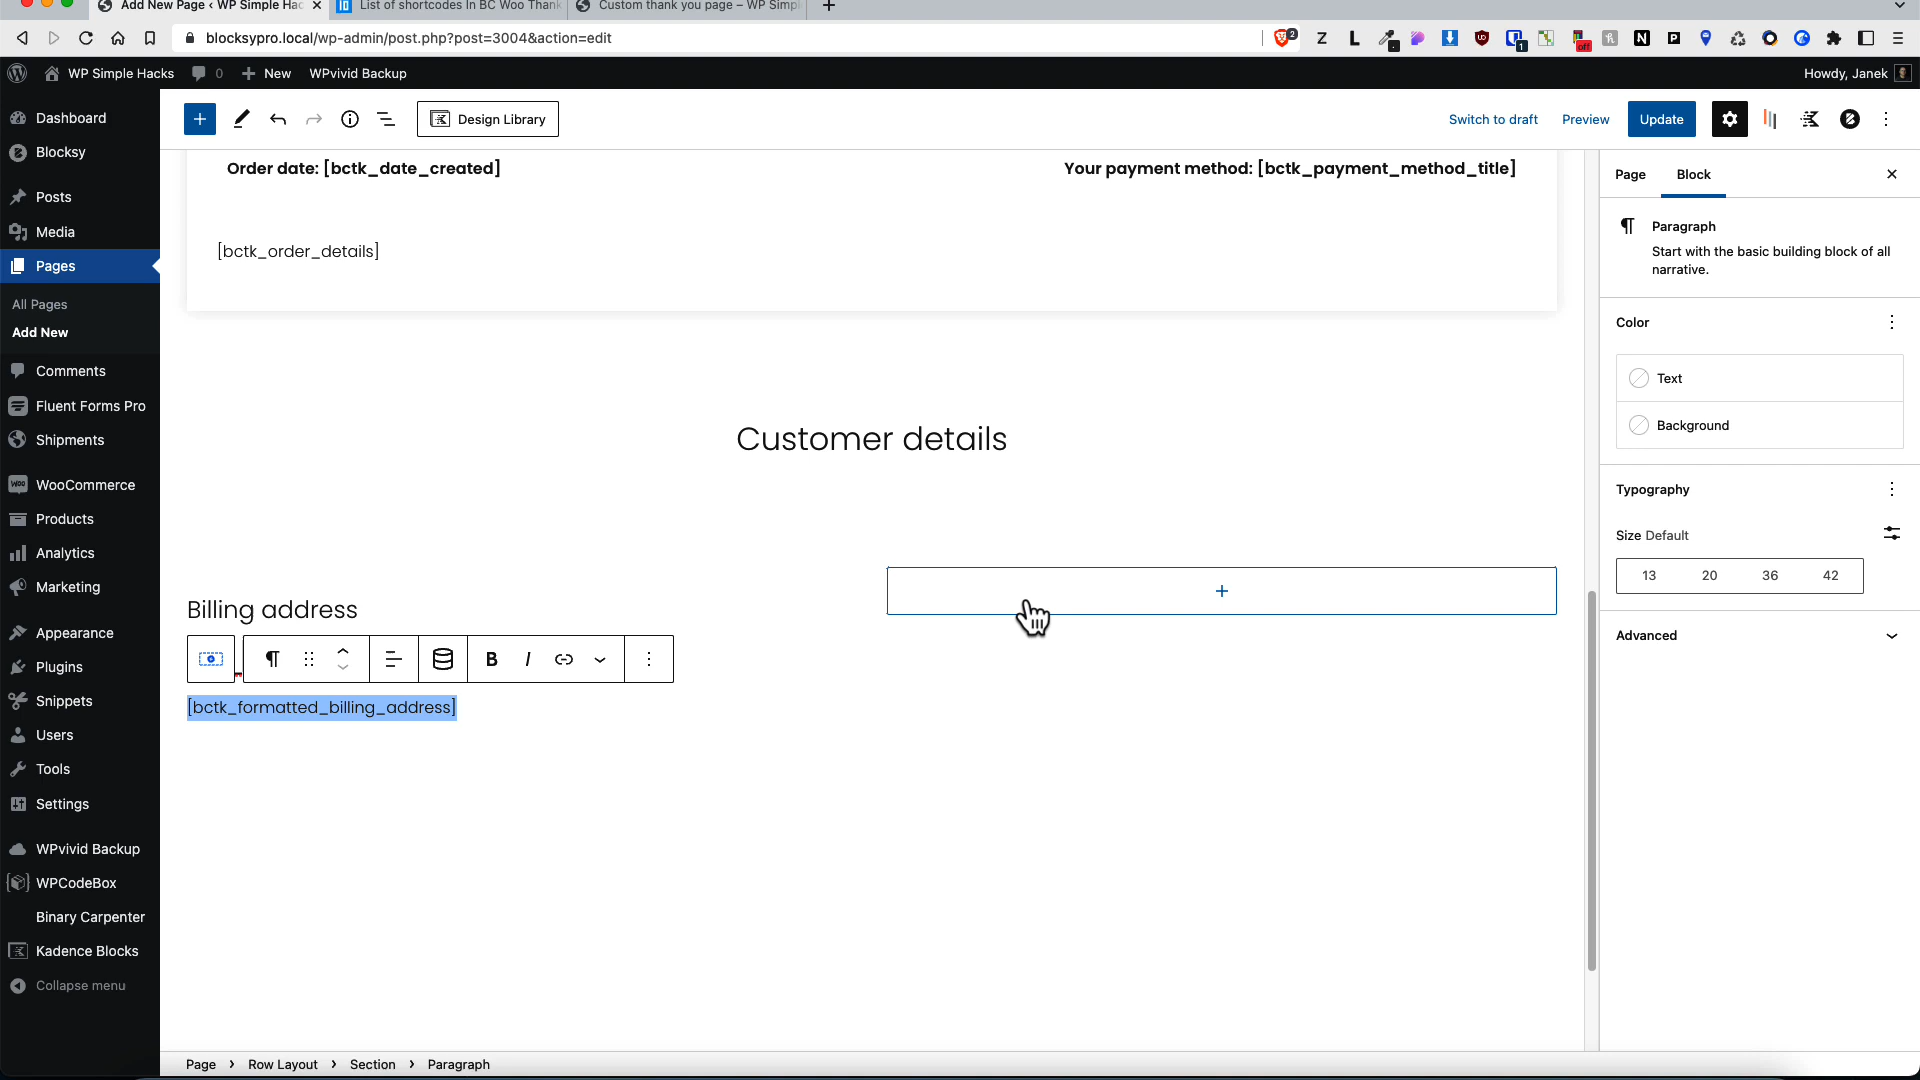 Add New Page < WP Simple Hac
List of shortcodes In BC Woo Thank
Custom thank you page – WP Simpl
blocksypro.local/wp-admin/post.php?post=3004&action=edit
WP Simple Hacks
0
New
WPvivid Backup
Howdy, Janek
Dashboard
Blocksy
Posts
Media
Pages
All Pages
Add New
Comments
Fluent Forms Pro
Shipments
WooCommerce
Products
Analytics
Marketing
Appearance
Plugins
Snippets
Users
Tools
Settings
WPvivid Backup
WPCodeBox
Binary Carpenter
Kadence Blocks
Collapse menu
Design Library
Switch to draft
Preview
Update
Order date: [bctk_date_created]
Your payment method: [bctk_payment_method_title]
[bctk_order_details]
Customer details
Billing address
B I
[bctk_formatted_billing_address]
Page
Block
Paragraph
Start with the basic building block of all
narrative.
Color
Text
Background
Typography
Size Default
13 20 36 42
Advanced
Page › Row Layout › Section › Paragraph